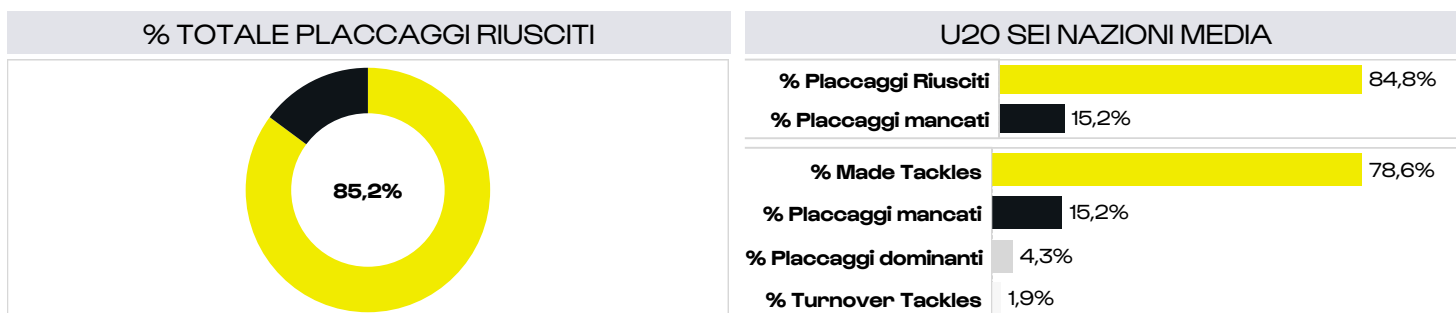 % TOTALE PLACCAGGI RIUSCITI
85,2%
U20 SEI NAZIONI MEDIA
% Placcaggi Riusciti 84,8%
% Placcaggi mancati 15,2%
% Made Tackles 78,6%
% Placcaggi mancati 15,2%
% Placcaggi dominanti 4,3%
% Turnover Tackles 1,9%